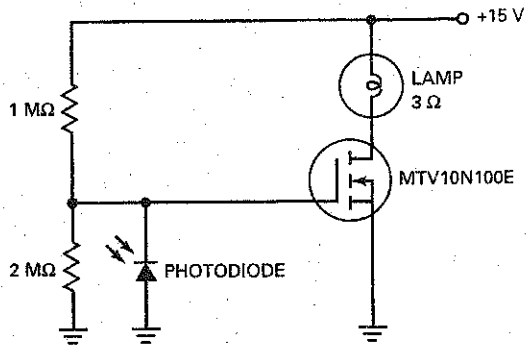 +15 V
LAMP
3 Ω
1 MΩ
MTV10N100E
2 MΩ
PHOTODIODE